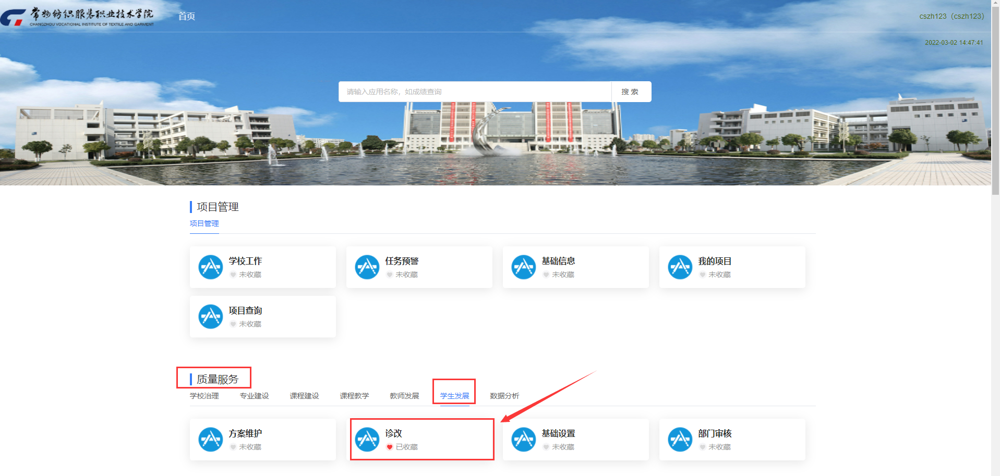 常州纺织服装职业技术学院
CHANGZHOU VOCATIONAL INSTITUTE OF TEXTILE AND GARMENT
首页
cszh123（cszh123）
2022-03-02 14:47:41
请输入应用名称，如成绩查询
搜 索
项目管理
项目管理
学校工作
未收藏
任务预警
未收藏
基础信息
未收藏
我的项目
未收藏
项目查询
未收藏
质量服务
学校治理 专业建设 课程建设 课程教学 教师发展 学生发展 数据分析
方案维护
未收藏
诊改
已收藏
基础设置
未收藏
部门审核
未收藏